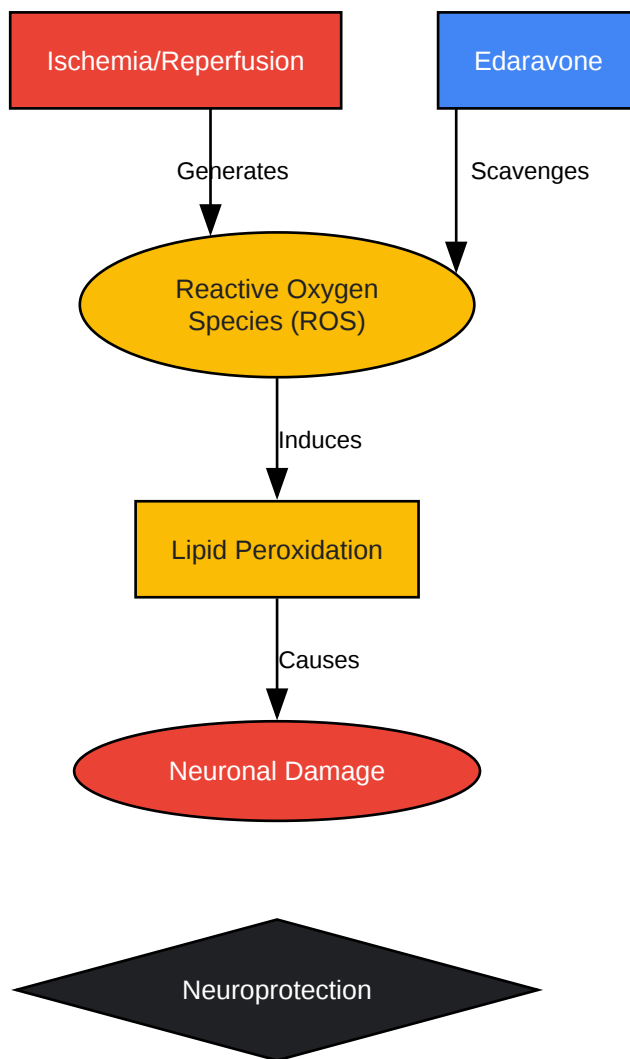 Ischemia/Reperfusion
Edaravone
Generates
Scavenges
Reactive Oxygen
Species (ROS)
Induces
Lipid Peroxidation
Causes
Neuronal Damage
Neuroprotection